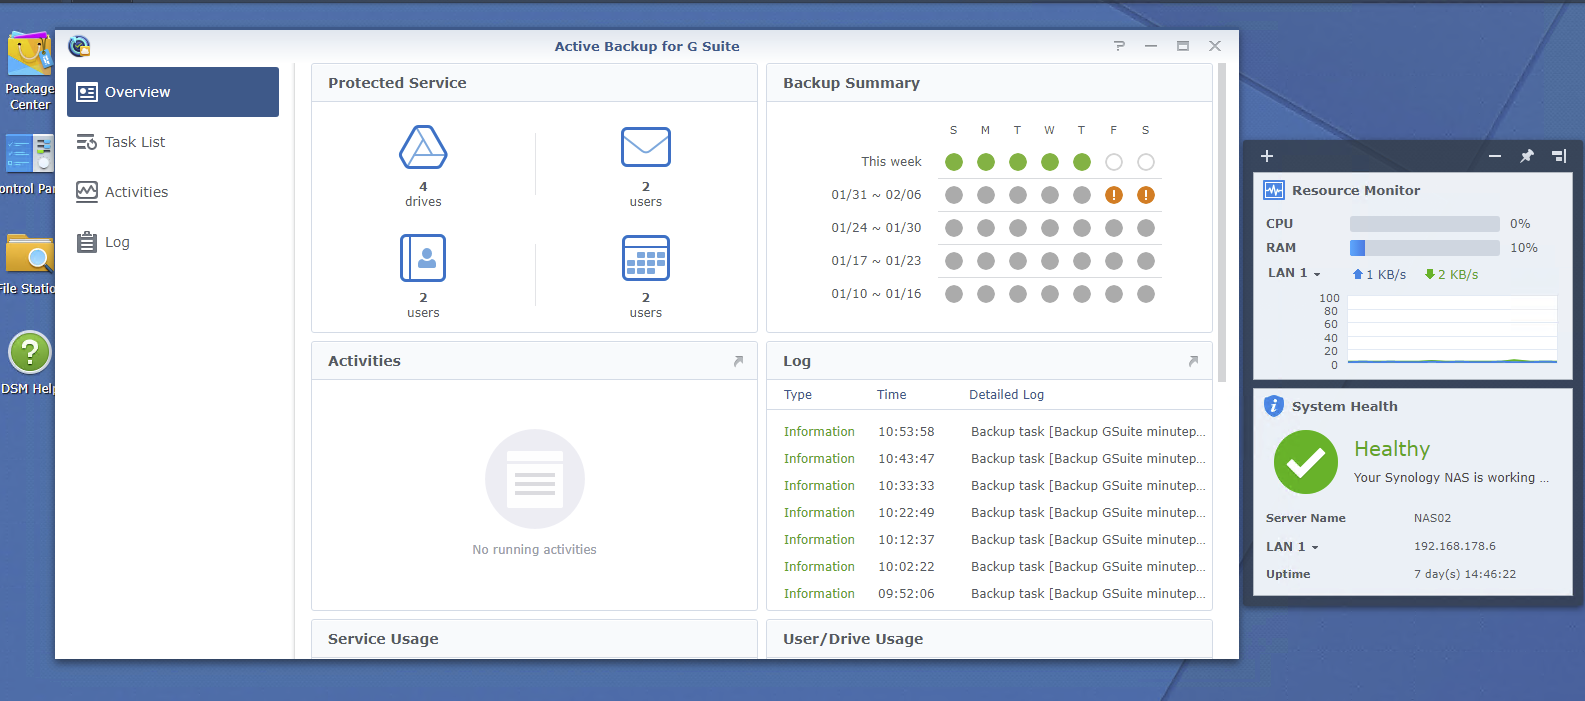 Package
Center
ontrol Pan
File Statio
DSM Help
Active Backup for G Suite
Overview
Task List
Activities
Log
Protected Service
4
drives
2
users
2
users
2
users
Backup Summary
S M T W T F S
This week
01/31 ~ 02/06
01/24 ~ 01/30
01/17 ~ 01/23
01/10 ~ 01/16
Activities
No running activities
Log
Type Time Detailed Log
Information 10:53:58 Backup task [Backup GSuite minutep...
Information 10:43:47 Backup task [Backup GSuite minutep...
Information 10:33:33 Backup task [Backup GSuite minutep...
Information 10:22:49 Backup task [Backup GSuite minutep...
Information 10:12:37 Backup task [Backup GSuite minutep...
Information 10:02:22 Backup task [Backup GSuite minutep...
Information 09:52:06 Backup task [Backup GSuite minutep...
Service Usage
User/Drive Usage
Resource Monitor
CPU 0%
RAM 10%
LAN 1 1 KB/s 2 KB/s
100
80
60
40
20
0
System Health
Healthy
Your Synology NAS is working ...
Server Name NAS02
LAN 1 192.168.178.6
Uptime 7 day(s) 14:46:22